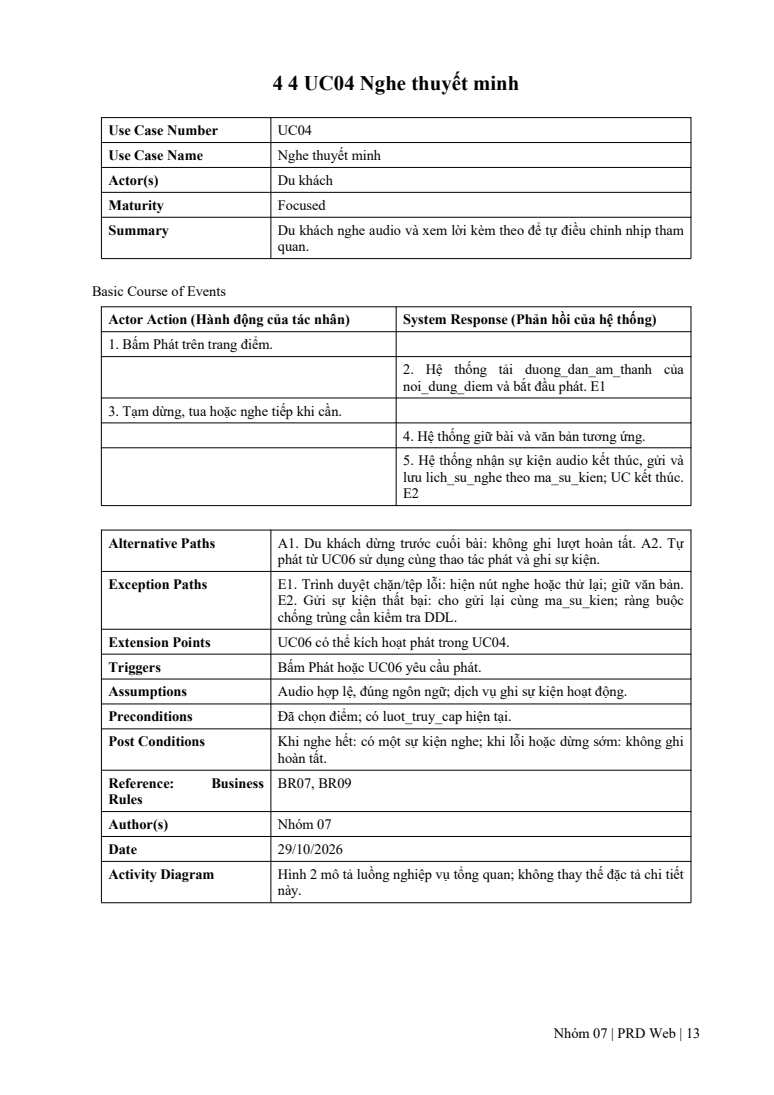 4 4 UC04 Nghe thuyết minh
Use Case Number UC04
Use Case Name Nghe thuyết minh
Actor(s) Du khách
Maturity Focused
Summary Du khách nghe audio và xem lời kèm theo để tự điều chỉnh nhịp tham
quan.
Basic Course of Events
Actor Action (Hành động của tác nhân) System Response (Phản hồi của hệ thống)
1. Bấm Phát trên trang điểm.
2. Hệ thống tải duong_dan_am_thanh của
noi_dung_diem và bắt đầu phát. E1
3. Tạm dừng, tua hoặc nghe tiếp khi cần.
4. Hệ thống giữ bài và văn bản tương ứng.
5. Hệ thống nhận sự kiện audio kết thúc, gửi và
lưu lich_su_nghe theo ma_su_kien; UC kết thúc.
E2
Alternative Paths A1. Du khách dừng trước cuối bài: không ghi lượt hoàn tất. A2. Tự
phát từ UC06 sử dụng cùng thao tác phát và ghi sự kiện.
Exception Paths E1. Trình duyệt chặn/tệp lỗi: hiện nút nghe hoặc thử lại; giữ văn bản.
E2. Gửi sự kiện thất bại: cho gửi lại cùng ma_su_kien; ràng buộc
chống trùng cần kiểm tra DDL.
Extension Points UC06 có thể kích hoạt phát trong UC04.
Triggers Bấm Phát hoặc UC06 yêu cầu phát.
Assumptions Audio hợp lệ, đúng ngôn ngữ; dịch vụ ghi sự kiện hoạt động.
Preconditions Đã chọn điểm; có luot_truy_cap hiện tại.
Post Conditions Khi nghe hết: có một sự kiện nghe; khi lỗi hoặc dừng sớm: không ghi
hoàn tất.
Reference: Business BR07, BR09
Rules
Author(s) Nhóm 07
Date 29/10/2026
Activity Diagram Hình 2 mô tả luồng nghiệp vụ tổng quan; không thay thế đặc tả chi tiết
này.
Nhóm 07 | PRD Web | 13